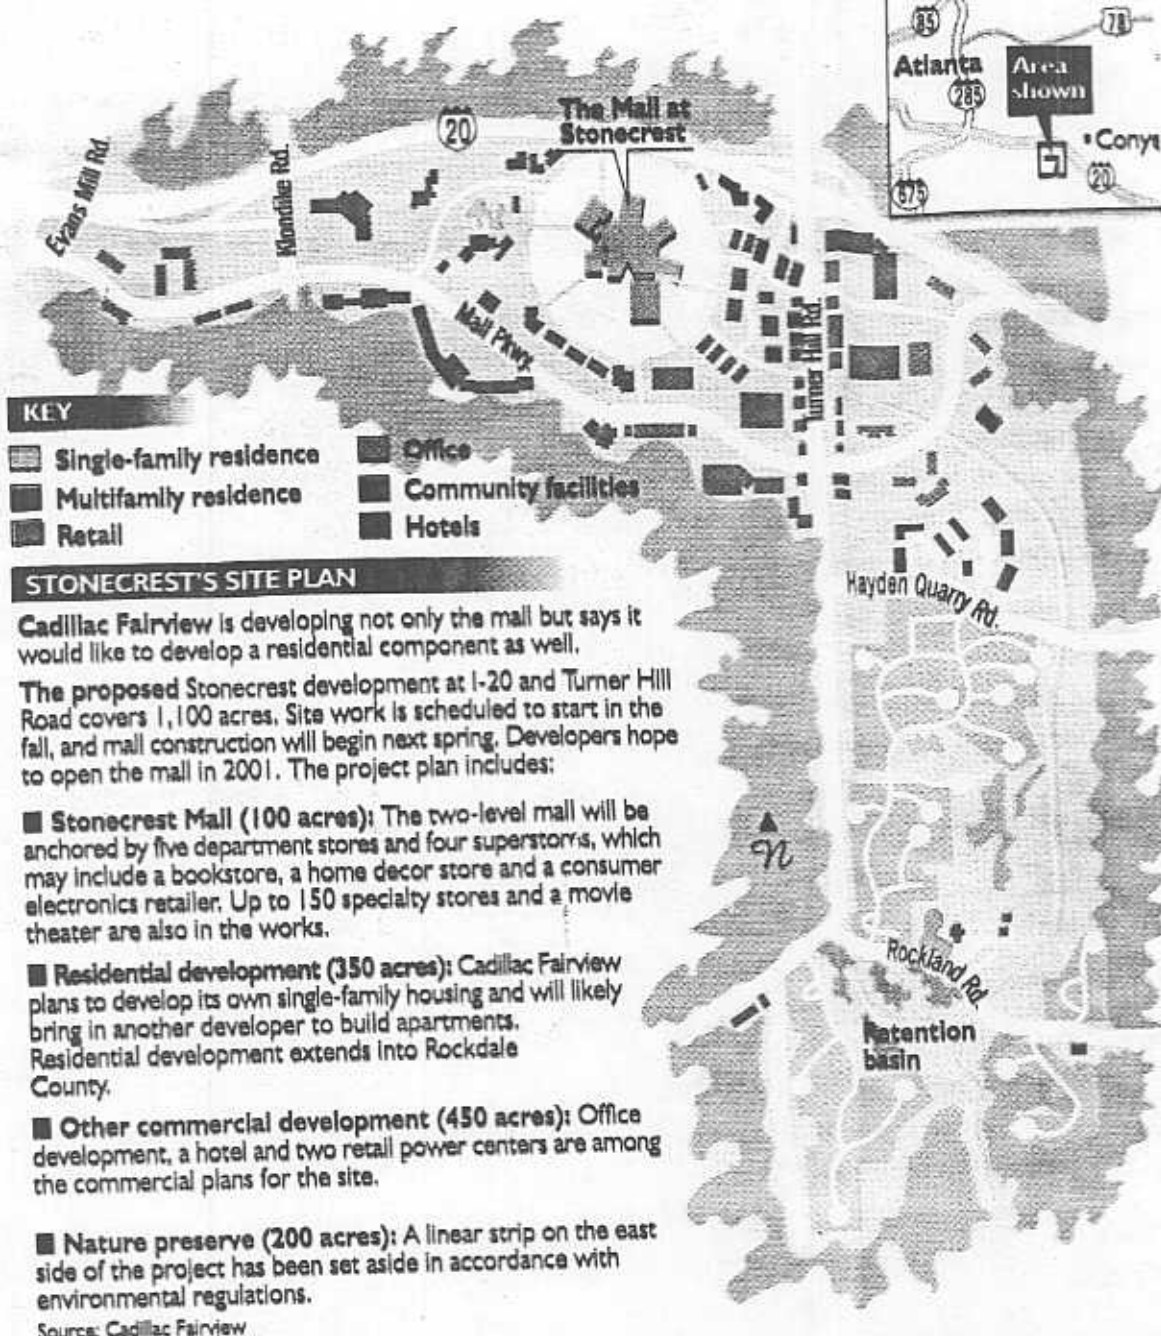 85
78
Atlanta
Area
shown
285
Conye
20
675
The Mall at
Stonecrest
20
Evans Mill Rd.
Klondike Rd.
Mall Pkwy.
Turner Hill Rd.
KEY
Single-family residence
Multifamily residence
Retail
Office
Community facilities
Hotels
Hayden Quarry Rd.
STONECREST'S SITE PLAN
Cadillac Fairview is developing not only the mall but says it
would like to develop a residential component as well.
The proposed Stonecrest development at I-20 and Turner Hill
Road covers 1,100 acres. Site work is scheduled to start in the
fall, and mall construction will begin next spring. Developers hope
to open the mall in 2001. The project plan includes:
■ Stonecrest Mall (100 acres): The two-level mall will be
anchored by five department stores and four superstores, which
may include a bookstore, a home decor store and a consumer
electronics retailer. Up to 150 specialty stores and a movie
theater are also in the works.
■ Residential development (350 acres): Cadillac Fairview
plans to develop its own single-family housing and will likely
bring in another developer to build apartments.
Residential development extends into Rockdale
County.
■ Other commercial development (450 acres): Office
development, a hotel and two retail power centers are among
the commercial plans for the site.
■ Nature preserve (200 acres): A linear strip on the east
side of the project has been set aside in accordance with
environmental regulations.
Source: Cadillac Fairview
N
Rockland Rd.
Retention
basin